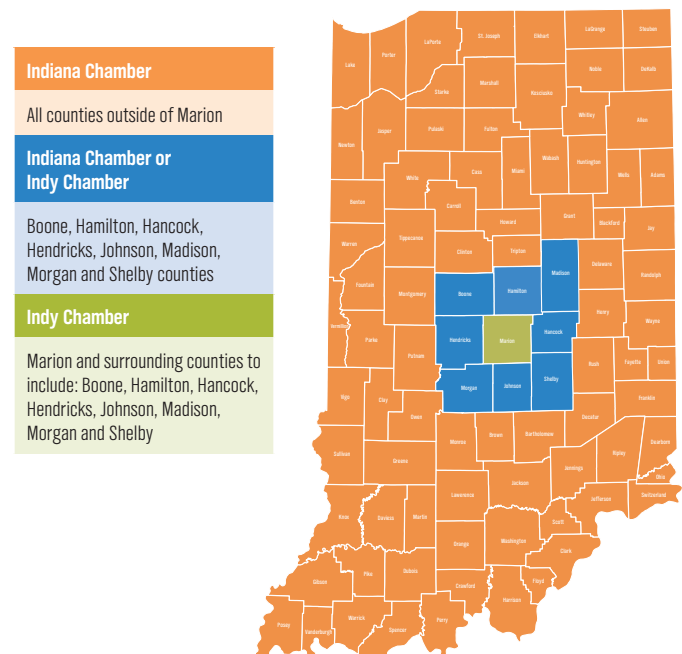 Indiana Chamber
All counties outside of Marion
Indiana Chamber or
Indy Chamber
Boone, Hamilton, Hancock,
Hendricks, Johnson, Madison,
Morgan and Shelby counties
Indy Chamber
Marion and surrounding counties to
include: Boone, Hamilton, Hancock,
Hendricks, Johnson, Madison,
Morgan and Shelby
Lake
Porter
LaPorte
St. Joseph
Elkhart
LaGrange
Steuben
Noble
DeKalb
Starke
Marshall
Kosciusko
Whitley
Allen
Newton
Jasper
Pulaski
Fulton
Wabash
Huntington
Miami
Wells
Adams
White
Cass
Benton
Carroll
Howard
Grant
Blackford
Jay
Warren
Tippecanoe
Clinton
Tipton
Madison
Delaware
Randolph
Fountain
Montgomery
Boone
Hamilton
Henry
Wayne
Vermillion
Parke
Putnam
Hendricks
Marion
Hancock
Rush
Fayette
Union
Vigo
Clay
Owen
Morgan
Johnson
Shelby
Franklin
Decatur
Sullivan
Greene
Monroe
Brown
Bartholomew
Jennings
Ripley
Dearborn
Ohio
Switzerland
Knox
Daviess
Martin
Lawrence
Jackson
Jefferson
Scott
Orange
Washington
Clark
Gibson
Pike
Dubois
Crawford
Harrison
Floyd
Posey
Vanderburgh
Warrick
Spencer
Perry